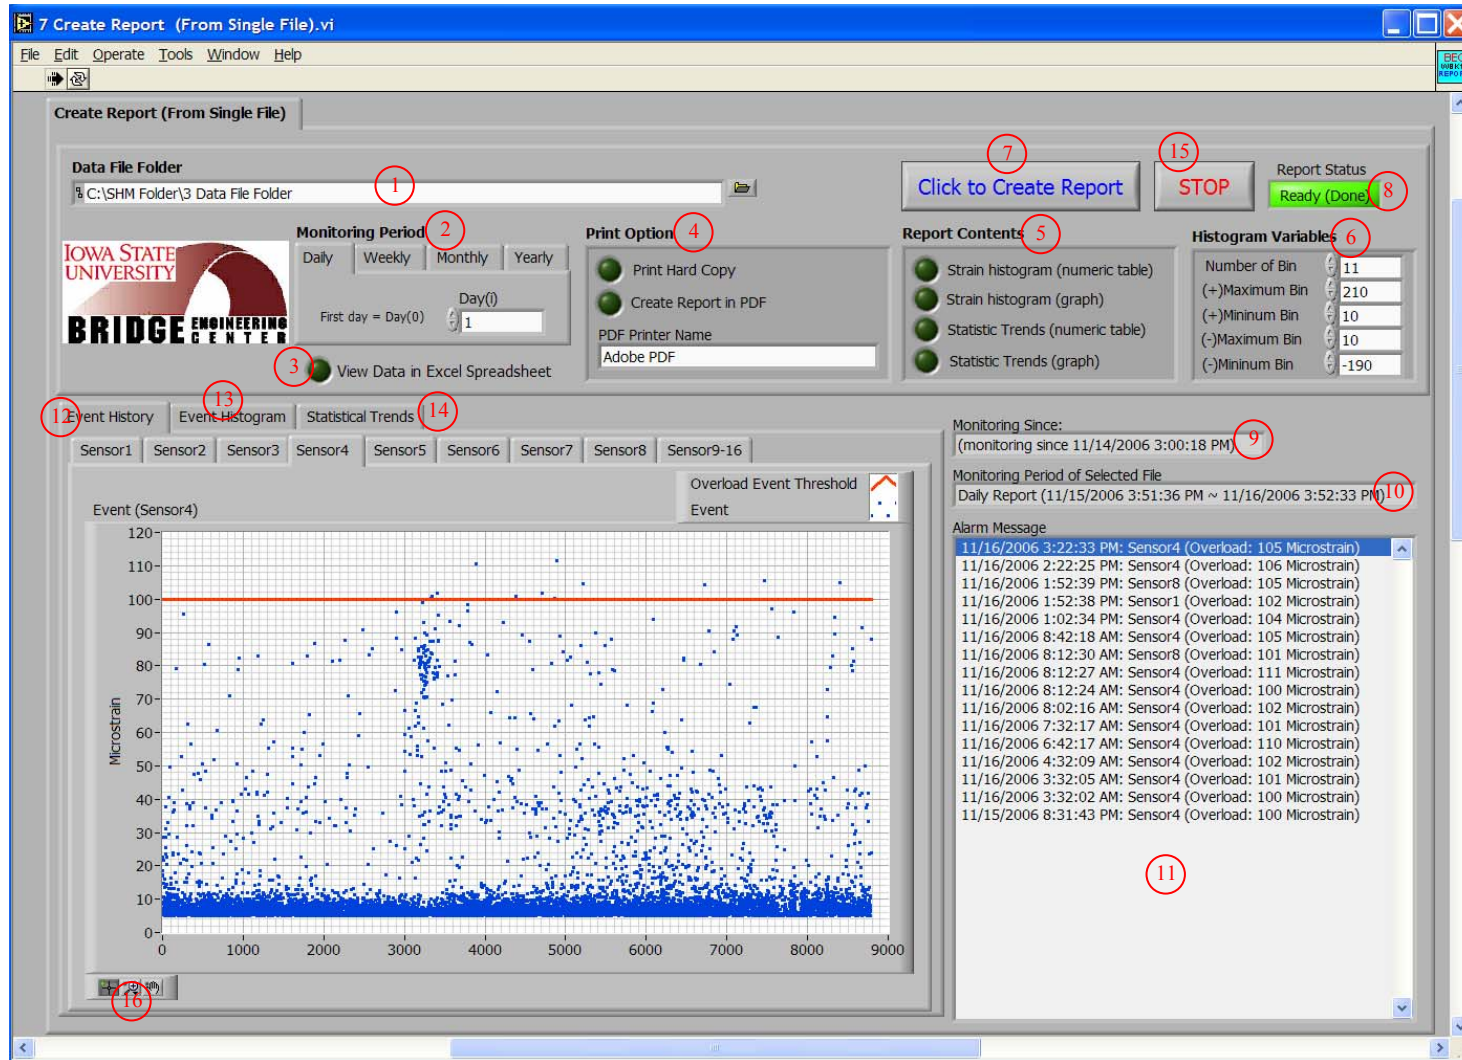 7 Create Report (From Single File).vi
File Edit Operate Tools Window Help
BEC
WBK1
REPO
Create Report (From Single File)
Data File Folder
C:\SHM Folder\3 Data File Folder
1
7
Click to Create Report
15
STOP
Report Status
Ready (Done)
8
IOWA STATE
UNIVERSITY
BRIDGE ENGINEERING
CENTER
Monitoring Period
2
Daily Weekly Monthly Yearly
Day(i)
First day = Day(0)
1
3
View Data in Excel Spreadsheet
Print Option
4
Print Hard Copy
Create Report in PDF
PDF Printer Name
Adobe PDF
Report Contents
5
Strain histogram (numeric table)
Strain histogram (graph)
Statistic Trends (numeric table)
Statistic Trends (graph)
Histogram Variables
6
Number of Bin 11
(+)Maximum Bin 210
(+)Mininum Bin 10
(-)Maximum Bin 10
(-)Mininum Bin -190
12
Event History
13
Event Histogram
Statistical Trends
14
Sensor1 Sensor2 Sensor3 Sensor4 Sensor5 Sensor6 Sensor7 Sensor8 Sensor9-16
Overload Event Threshold
Event
Event (Sensor4)
Microstrain
120
110
100
90
80
70
60
50
40
30
20
10
0
0 1000 2000 3000 4000 5000 6000 7000 8000 9000
16
Monitoring Since:
(monitoring since 11/14/2006 3:00:18 PM)
9
Monitoring Period of Selected File
Daily Report (11/15/2006 3:51:36 PM ~ 11/16/2006 3:52:33 PM)
10
Alarm Message
11/16/2006 3:22:33 PM: Sensor4 (Overload: 105 Microstrain)
11/16/2006 2:22:25 PM: Sensor4 (Overload: 106 Microstrain)
11/16/2006 1:52:39 PM: Sensor8 (Overload: 105 Microstrain)
11/16/2006 1:52:38 PM: Sensor1 (Overload: 102 Microstrain)
11/16/2006 1:02:34 PM: Sensor4 (Overload: 104 Microstrain)
11/16/2006 8:42:18 AM: Sensor4 (Overload: 105 Microstrain)
11/16/2006 8:12:30 AM: Sensor8 (Overload: 101 Microstrain)
11/16/2006 8:12:27 AM: Sensor4 (Overload: 111 Microstrain)
11/16/2006 8:12:24 AM: Sensor4 (Overload: 100 Microstrain)
11/16/2006 8:02:16 AM: Sensor4 (Overload: 102 Microstrain)
11/16/2006 7:32:17 AM: Sensor4 (Overload: 101 Microstrain)
11/16/2006 6:42:17 AM: Sensor4 (Overload: 110 Microstrain)
11/16/2006 4:32:09 AM: Sensor4 (Overload: 102 Microstrain)
11/16/2006 3:32:05 AM: Sensor4 (Overload: 101 Microstrain)
11/16/2006 3:32:02 AM: Sensor4 (Overload: 100 Microstrain)
11/15/2006 8:31:43 PM: Sensor4 (Overload: 100 Microstrain)
11